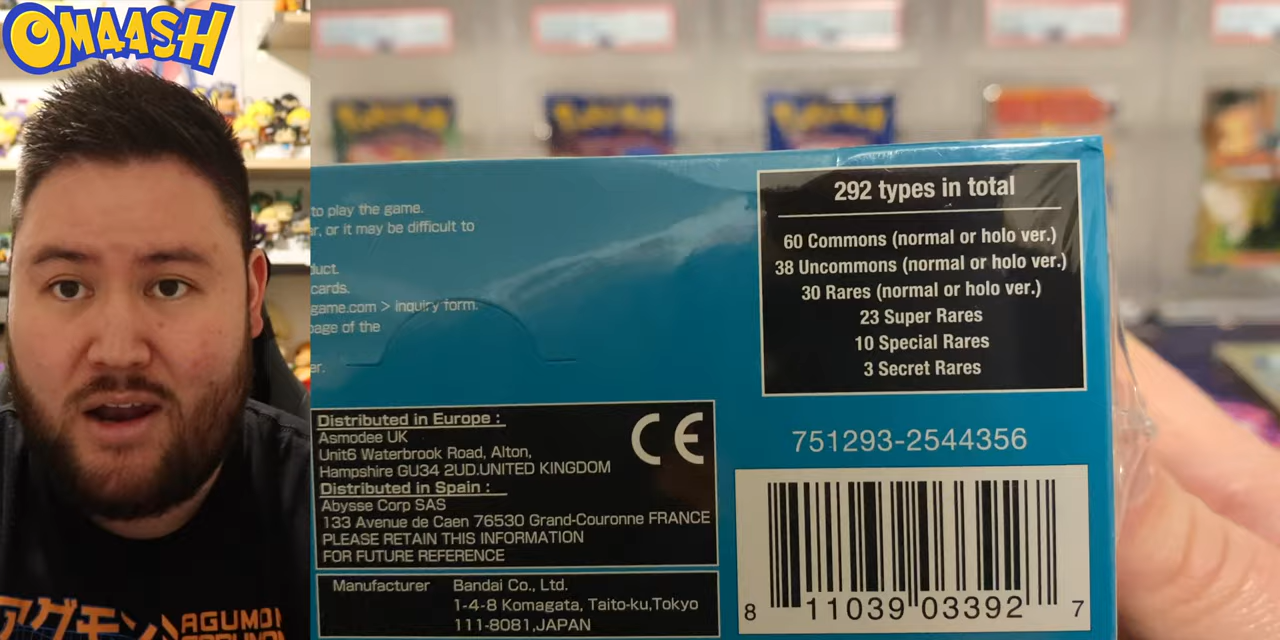 OMAASH
to play the game.
or it may be difficult to
cards.
game.com > inquiry form.
page of the
292 types in total
60 Commons (normal or holo ver.)
38 Uncommons (normal or holo ver.)
30 Rares (normal or holo ver.)
23 Super Rares
10 Special Rares
3 Secret Rares
Distributed in Europe :
Asmodee UK
Unit6 Waterbrook Road, Alton,
Hampshire GU34 2UD.UNITED KINGDOM
Distributed in Spain :
Abysse Corp SAS
133 Avenue de Caen 76530 Grand-Couronne FRANCE
PLEASE RETAIN THIS INFORMATION
FOR FUTURE REFERENCE
CE
Manufacturer Bandai Co., Ltd.
1-4-8 Komagata, Taito-ku,Tokyo
111-8081,JAPAN
751293-2544356
8 11039 03392 7
アグモン
AGUMO